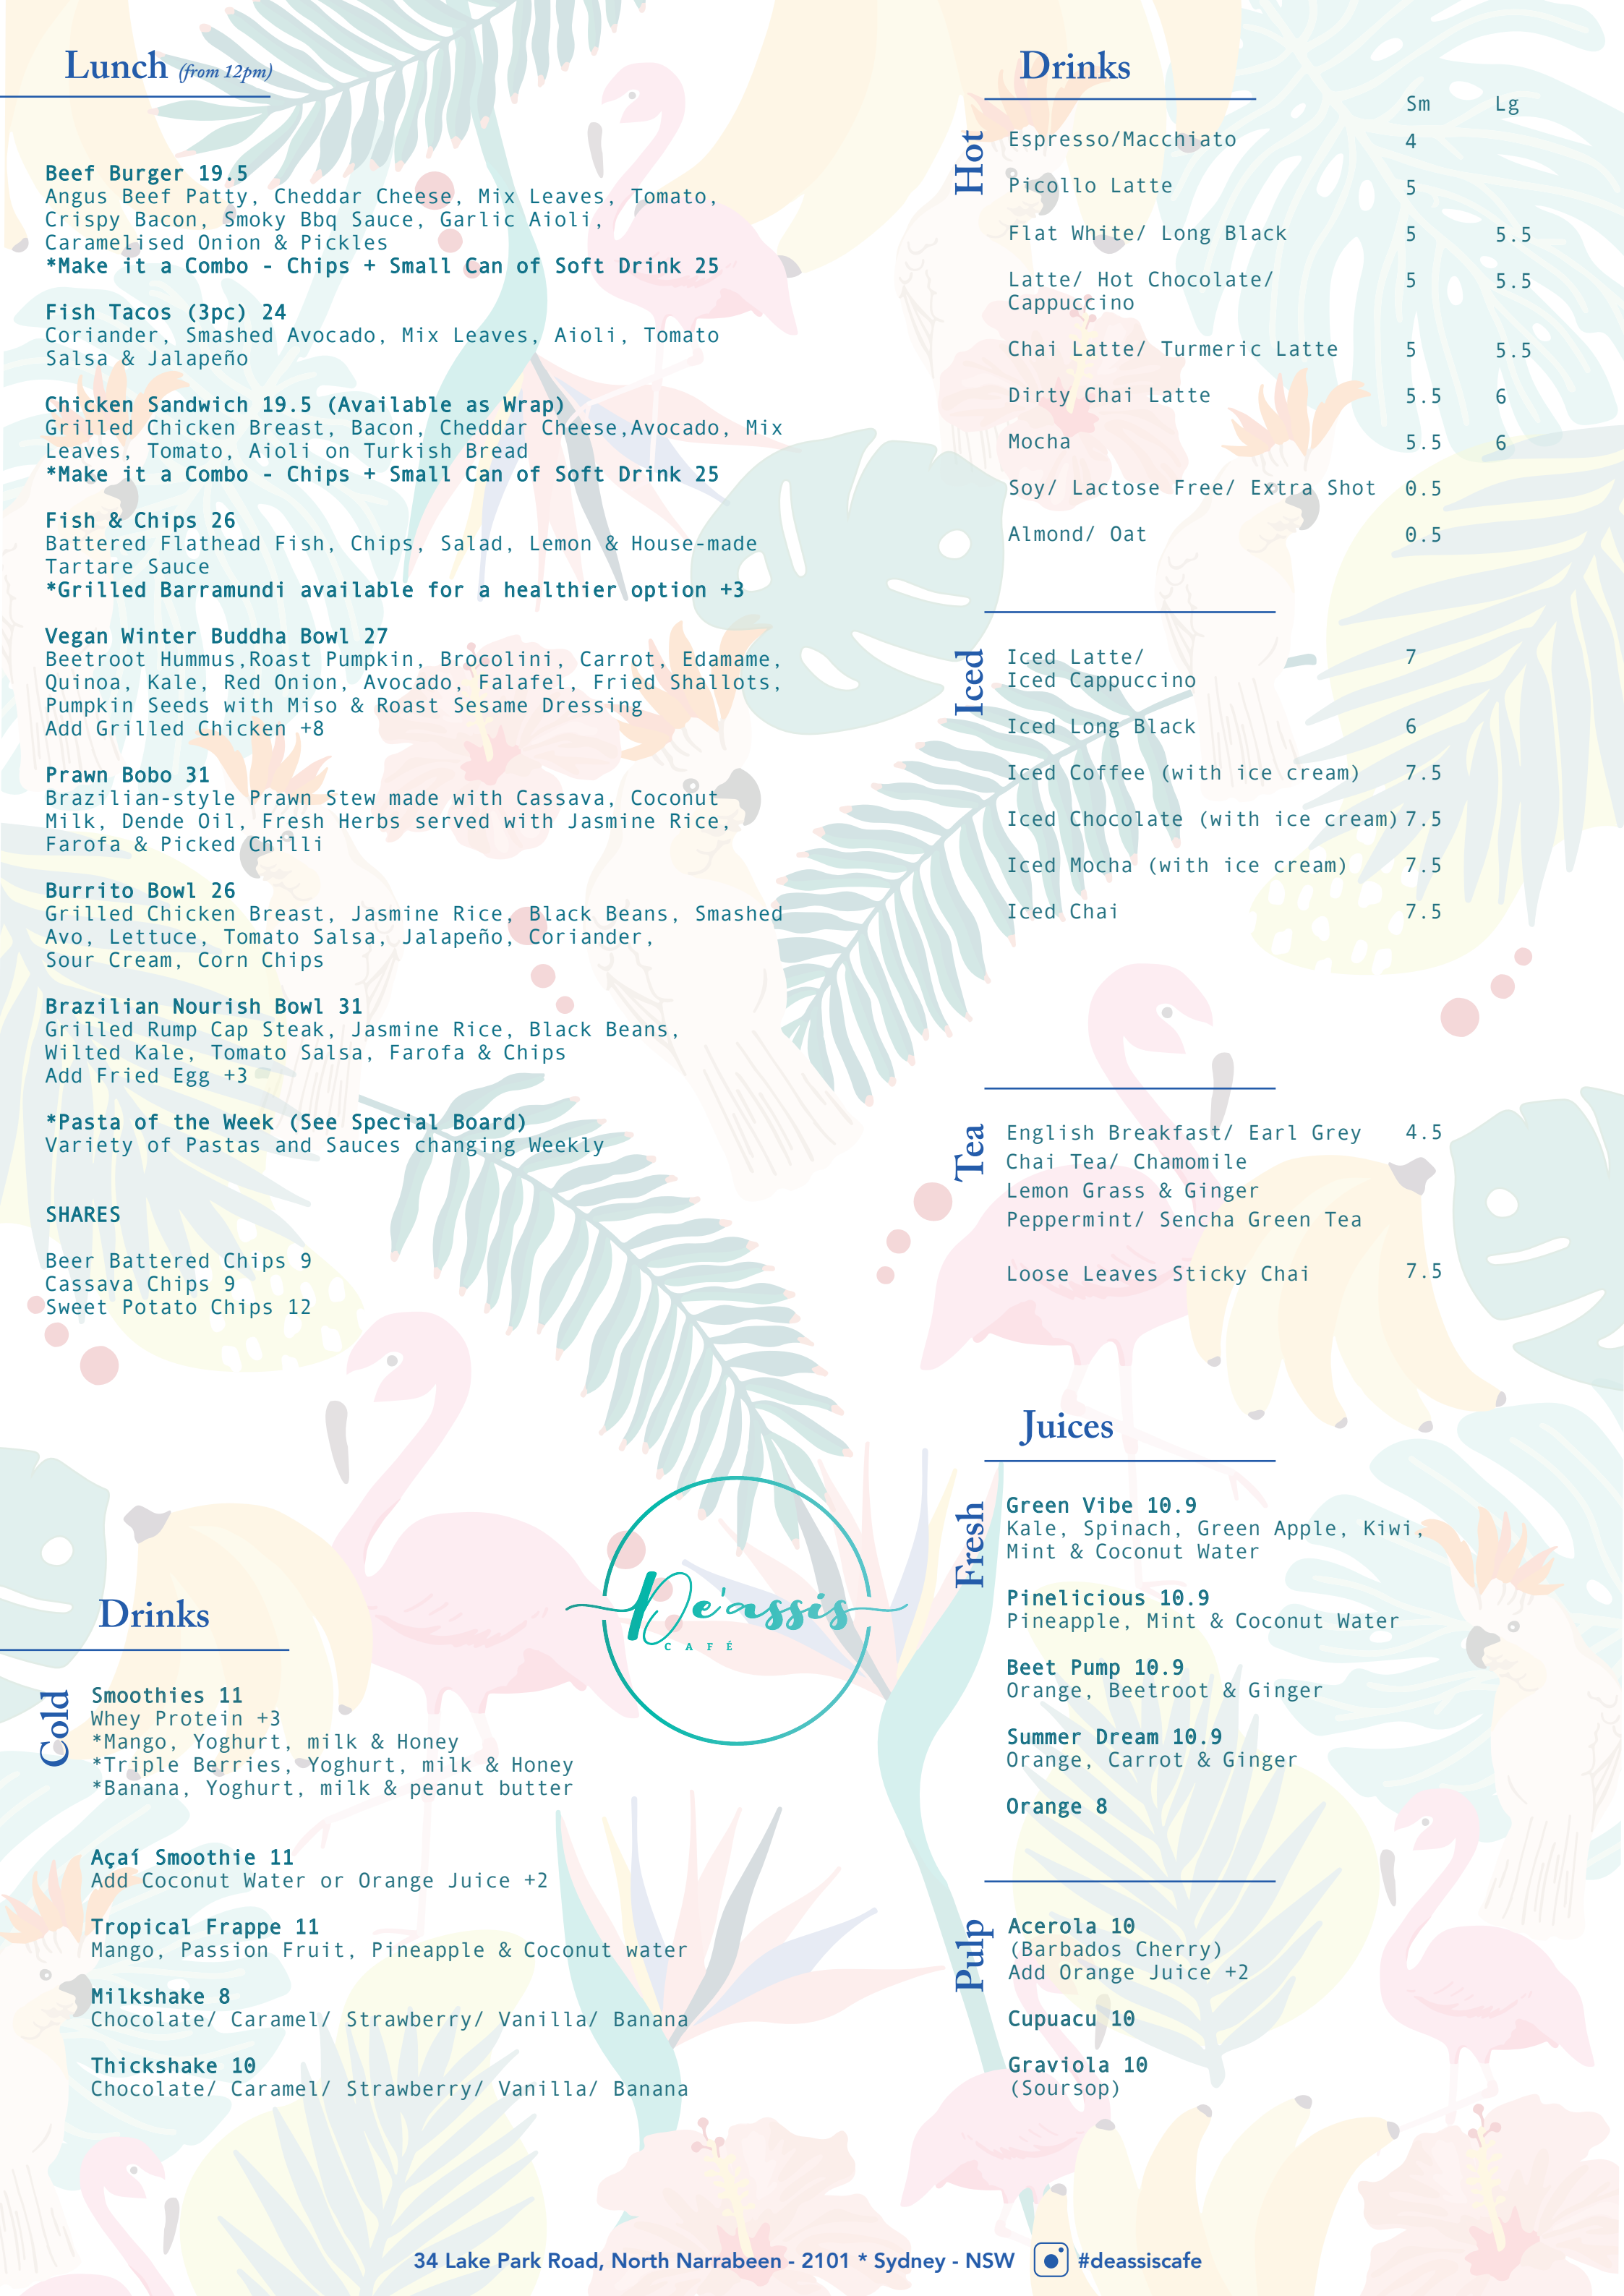 Lunch (from 12pm)
Beef Burger 19.5
Angus Beef Patty, Cheddar Cheese, Mix Leaves, Tomato,
Crispy Bacon, Smoky Bbq Sauce, Garlic Aioli,
Caramelised Onion & Pickles
*Make it a Combo - Chips + Small Can of Soft Drink 25
Fish Tacos (3pc) 24
Coriander, Smashed Avocado, Mix Leaves, Aioli, Tomato
Salsa & Jalapeño
Chicken Sandwich 19.5 (Available as Wrap)
Grilled Chicken Breast, Bacon, Cheddar Cheese,Avocado, Mix
Leaves, Tomato, Aioli on Turkish Bread
*Make it a Combo - Chips + Small Can of Soft Drink 25
Fish & Chips 26
Battered Flathead Fish, Chips, Salad, Lemon & House-made
Tartare Sauce
*Grilled Barramundi available for a healthier option +3
Vegan Winter Buddha Bowl 27
Beetroot Hummus,Roast Pumpkin, Brocolini, Carrot, Edamame,
Quinoa, Kale, Red Onion, Avocado, Falafel, Fried Shallots,
Pumpkin Seeds with Miso & Roast Sesame Dressing
Add Grilled Chicken +8
Prawn Bobo 31
Brazilian-style Prawn Stew made with Cassava, Coconut
Milk, Dende Oil, Fresh Herbs served with Jasmine Rice,
Farofa & Picked Chilli
Burrito Bowl 26
Grilled Chicken Breast, Jasmine Rice, Black Beans, Smashed
Avo, Lettuce, Tomato Salsa, Jalapeño, Coriander,
Sour Cream, Corn Chips
Brazilian Nourish Bowl 31
Grilled Rump Cap Steak, Jasmine Rice, Black Beans,
Wilted Kale, Tomato Salsa, Farofa & Chips
Add Fried Egg +3
*Pasta of the Week (See Special Board)
Variety of Pastas and Sauces changing Weekly
SHARES
Beer Battered Chips 9
Cassava Chips 9
Sweet Potato Chips 12
Drinks
Cold
Smoothies 11
Whey Protein +3
*Mango, Yoghurt, milk & Honey
*Triple Berries, Yoghurt, milk & Honey
*Banana, Yoghurt, milk & peanut butter
Açaí Smoothie 11
Add Coconut Water or Orange Juice +2
Tropical Frappe 11
Mango, Passion Fruit, Pineapple & Coconut water
Milkshake 8
Chocolate/ Caramel/ Strawberry/ Vanilla/ Banana
Thickshake 10
Chocolate/ Caramel/ Strawberry/ Vanilla/ Banana
De'assis
CAFÉ
Drinks
Sm Lg
Hot
Espresso/Macchiato 4
Picollo Latte 5
Flat White/ Long Black 5 5.5
Latte/ Hot Chocolate/ 5 5.5
Cappuccino
Chai Latte/ Turmeric Latte 5 5.5
Dirty Chai Latte 5.5 6
Mocha 5.5 6
Soy/ Lactose Free/ Extra Shot 0.5
Almond/ Oat 0.5
Iced
Iced Latte/ 7
Iced Cappuccino
Iced Long Black 6
Iced Coffee (with ice cream) 7.5
Iced Chocolate (with ice cream) 7.5
Iced Mocha (with ice cream) 7.5
Iced Chai 7.5
Tea
English Breakfast/ Earl Grey 4.5
Chai Tea/ Chamomile
Lemon Grass & Ginger
Peppermint/ Sencha Green Tea
Loose Leaves Sticky Chai 7.5
Juices
Fresh
Green Vibe 10.9
Kale, Spinach, Green Apple, Kiwi,
Mint & Coconut Water
Pinelicious 10.9
Pineapple, Mint & Coconut Water
Beet Pump 10.9
Orange, Beetroot & Ginger
Summer Dream 10.9
Orange, Carrot & Ginger
Orange 8
Pulp
Acerola 10
(Barbados Cherry)
Add Orange Juice +2
Cupuacu 10
Graviola 10
(Soursop)
34 Lake Park Road, North Narrabeen - 2101 * Sydney - NSW #deassiscafe